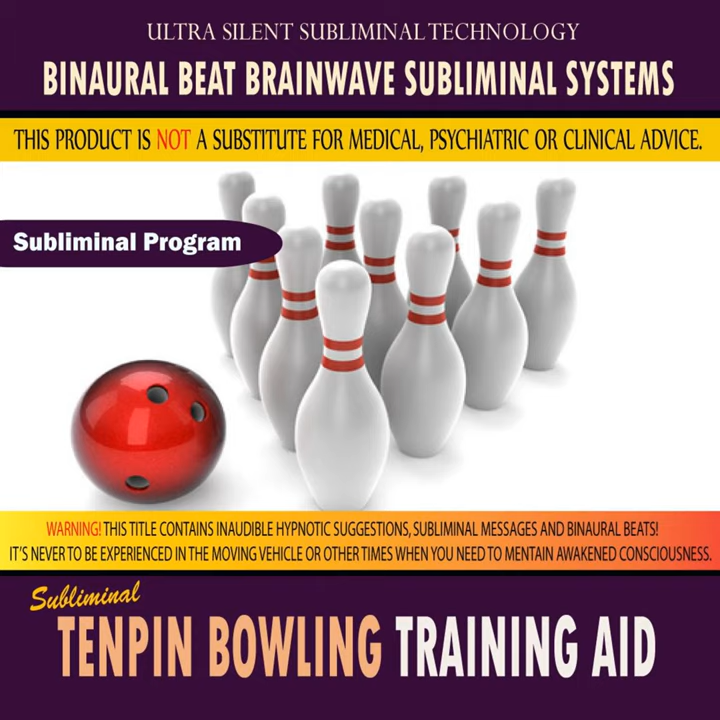 ULTRA SILENT SUBLIMINAL TECHNOLOGY
BINAURAL BEAT BRAINWAVE SUBLIMINAL SYSTEMS
THIS PRODUCT IS NOT A SUBSTITUTE FOR MEDICAL, PSYCHIATRIC OR CLINICAL ADVICE.
Subliminal Program
WARNING! THIS TITLE CONTAINS INAUDIBLE HYPNOTIC SUGGESTIONS, SUBLIMINAL MESSAGES AND BINAURAL BEATS!
IT'S NEVER TO BE EXPERIENCED IN THE MOVING VEHICLE OR OTHER TIMES WHEN YOU NEED TO MENTAIN AWAKENED CONSCIOUSNESS.
Subliminal
TENPIN BOWLING TRAINING AID